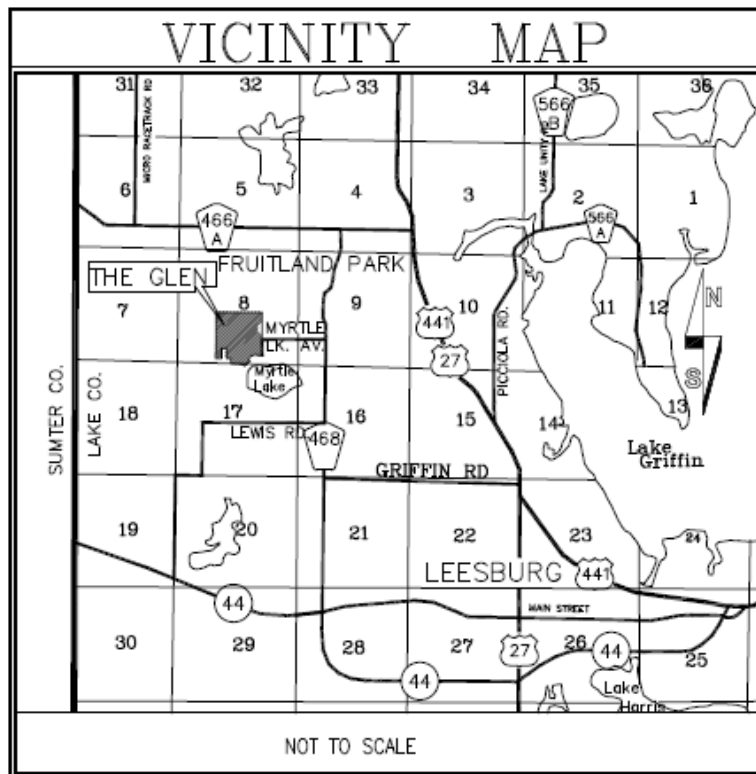 VICINITY MAP
31 32 33 34 35 36
MICRO RACETRACK RD
566
B
LAKE UNITY RD
6 5 4 3 2 1
466
A
566
A
FRUITLAND PARK
THE GLEN
7 8 9 10 11 12
N
S
MYRTLE
LK. AV.
441
27
PICCIOLA RD.
Myrtle
Lake
SUMTER CO.
LAKE CO.
18 17 16 15 14 13
LEWIS RD.
468
Lake
Griffin
GRIFFIN RD
19 20 21 22 23 24
LEESBURG
441
44
MAIN STREET
30 29 28 27 26 25
27
44
44
Lake
Harris
NOT TO SCALE